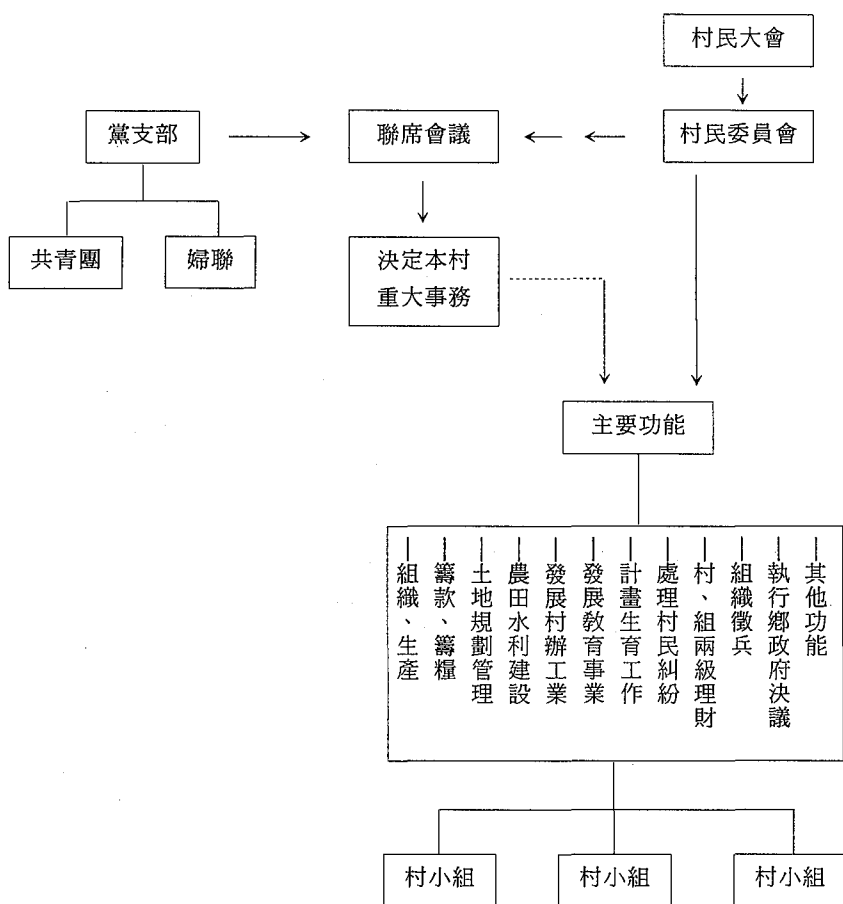 村民大會
黨支部
聯席會議
村民委員會
共青團
婦聯
決定本村
重大事務
主要功能
組織、生產
籌款、籌糧
土地規劃管理
農田水利建設
發展村辦工業
發展教育事業
計畫生育工作
處理村民糾紛
村、組兩級理財
組織徵兵
執行鄉政府決議
其他功能
村小組
村小組
村小組